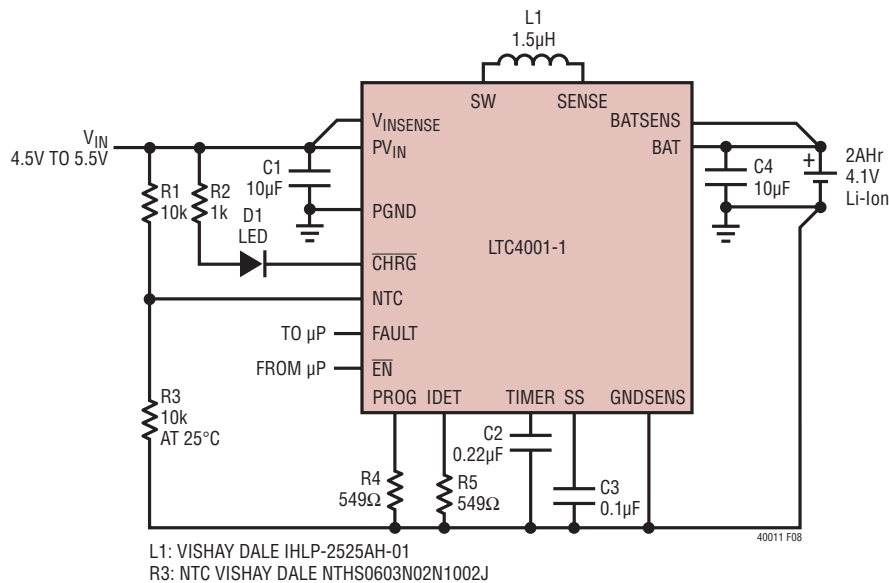 L1
1.5µH
SW
SENSE
VINSENSE
PVIN
BATSENS
BAT
VIN
4.5V TO 5.5V
R1
10k
R2
1k
C1
10µF
D1
LED
PGND
LTC4001-1
C4
10µF
+
2AHr
4.1V
Li-Ion
CHRG
NTC
TO µP
FAULT
FROM µP
EN
R3
10k
AT 25°C
PROG
IDET
TIMER
SS
GNDSENS
C2
0.22µF
R4
549Ω
R5
549Ω
C3
0.1µF
40011 F08
L1: VISHAY DALE IHLP-2525AH-01
R3: NTC VISHAY DALE NTHS0603N02N1002J